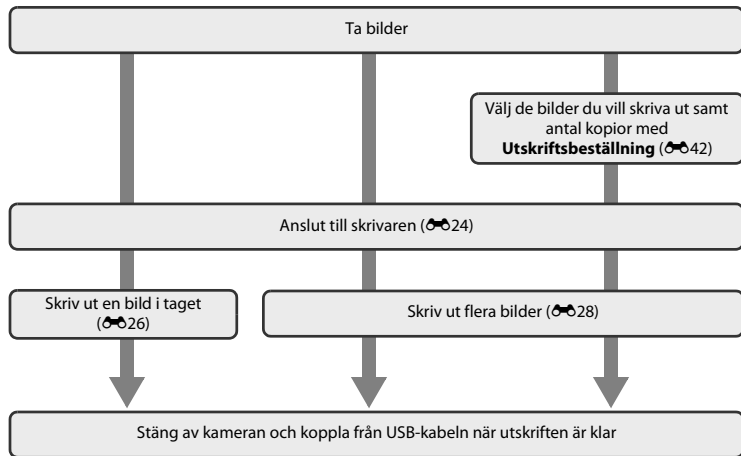 Ta bilder
Välj de bilder du vill skriva ut samt
antal kopior med
Utskriftsbeställning (42)
Anslut till skrivaren (24)
Skriv ut en bild i taget
(26)
Skriv ut flera bilder (28)
Stäng av kameran och koppla från USB-kabeln när utskriften är klar